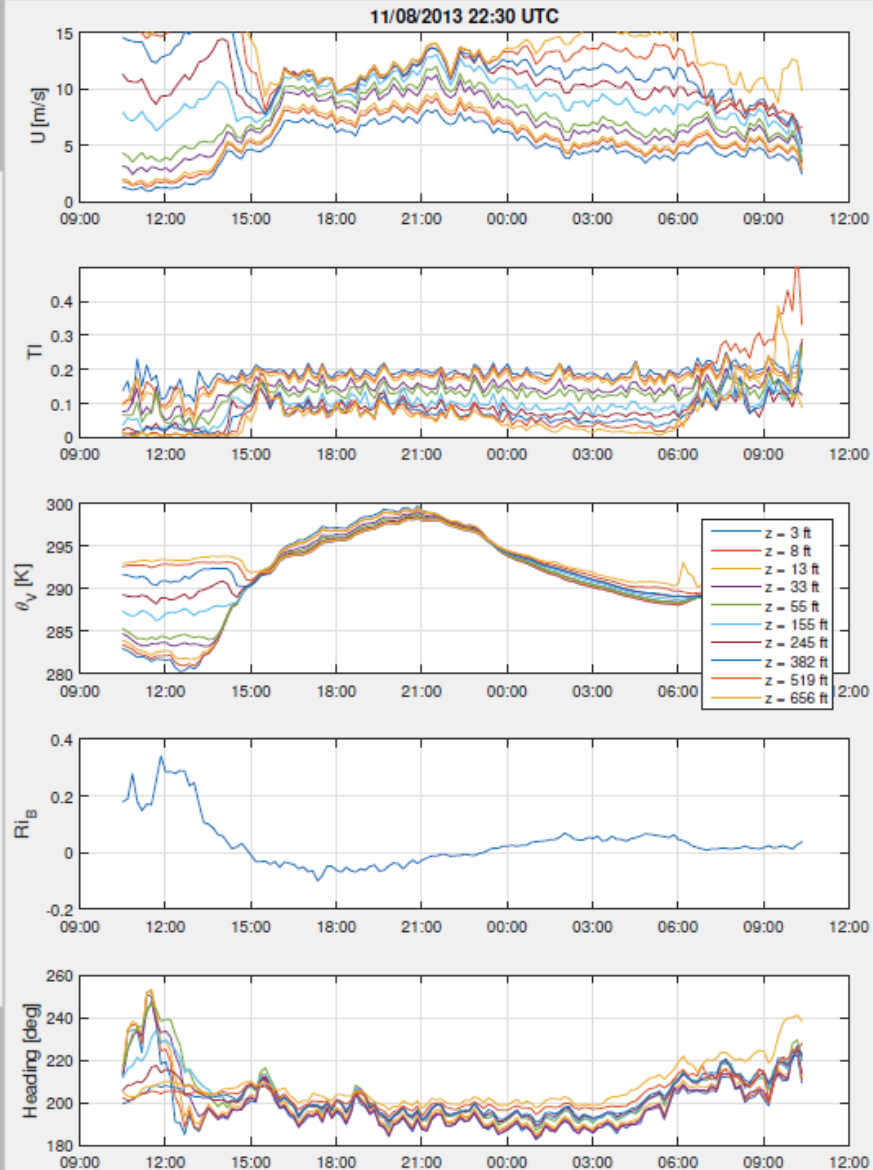 11/08/2013 22:30 UTC
15
10
5
0
U [m/s]
09:00 12:00 15:00 18:00 21:00 00:00 03:00 06:00 09:00 12:00
0.4
0.3
0.2
0.1
0
TI
09:00 12:00 15:00 18:00 21:00 00:00 03:00 06:00 09:00 12:00
300
295
290
285
280
θV [K]
z = 3 ft
z = 8 ft
z = 13 ft
z = 33 ft
z = 55 ft
z = 155 ft
z = 245 ft
z = 382 ft
z = 519 ft
z = 656 ft
09:00 12:00 15:00 18:00 21:00 00:00 03:00 06:00 12:00
0.4
0.2
0
-0.2
RiB
09:00 12:00 15:00 18:00 21:00 00:00 03:00 06:00 09:00 12:00
260
240
220
200
180
Heading [deg]
09:00 12:00 15:00 18:00 21:00 00:00 03:00 06:00 09:00 12:00